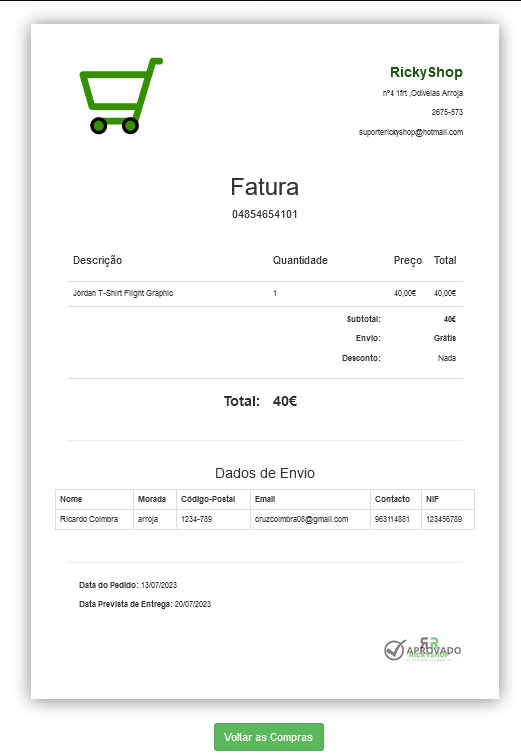 RickyShop
nº4 1frt ,Odivelas Arroja
2675-573
suporterickyshop@hotmail.com
Fatura
04854654101
Descrição Quantidade Preço Total
Jordan T-Shirt Flight Graphic 1 40,00€ 40,00€
Subtotal: 40€
Envio: Grátis
Desconto: Nada
Total: 40€
Dados de Envio
Nome Morada Código-Postal Email Contacto NIF
Ricardo Coimbra arroja 1234-789 cruzcoimbra08@gmail.com 963114881 123456789
Data do Pedido: 13/07/2023
Data Prevista de Entrega: 20/07/2023
RR
APROVADO
RICKYSHOP
Voltar as Compras